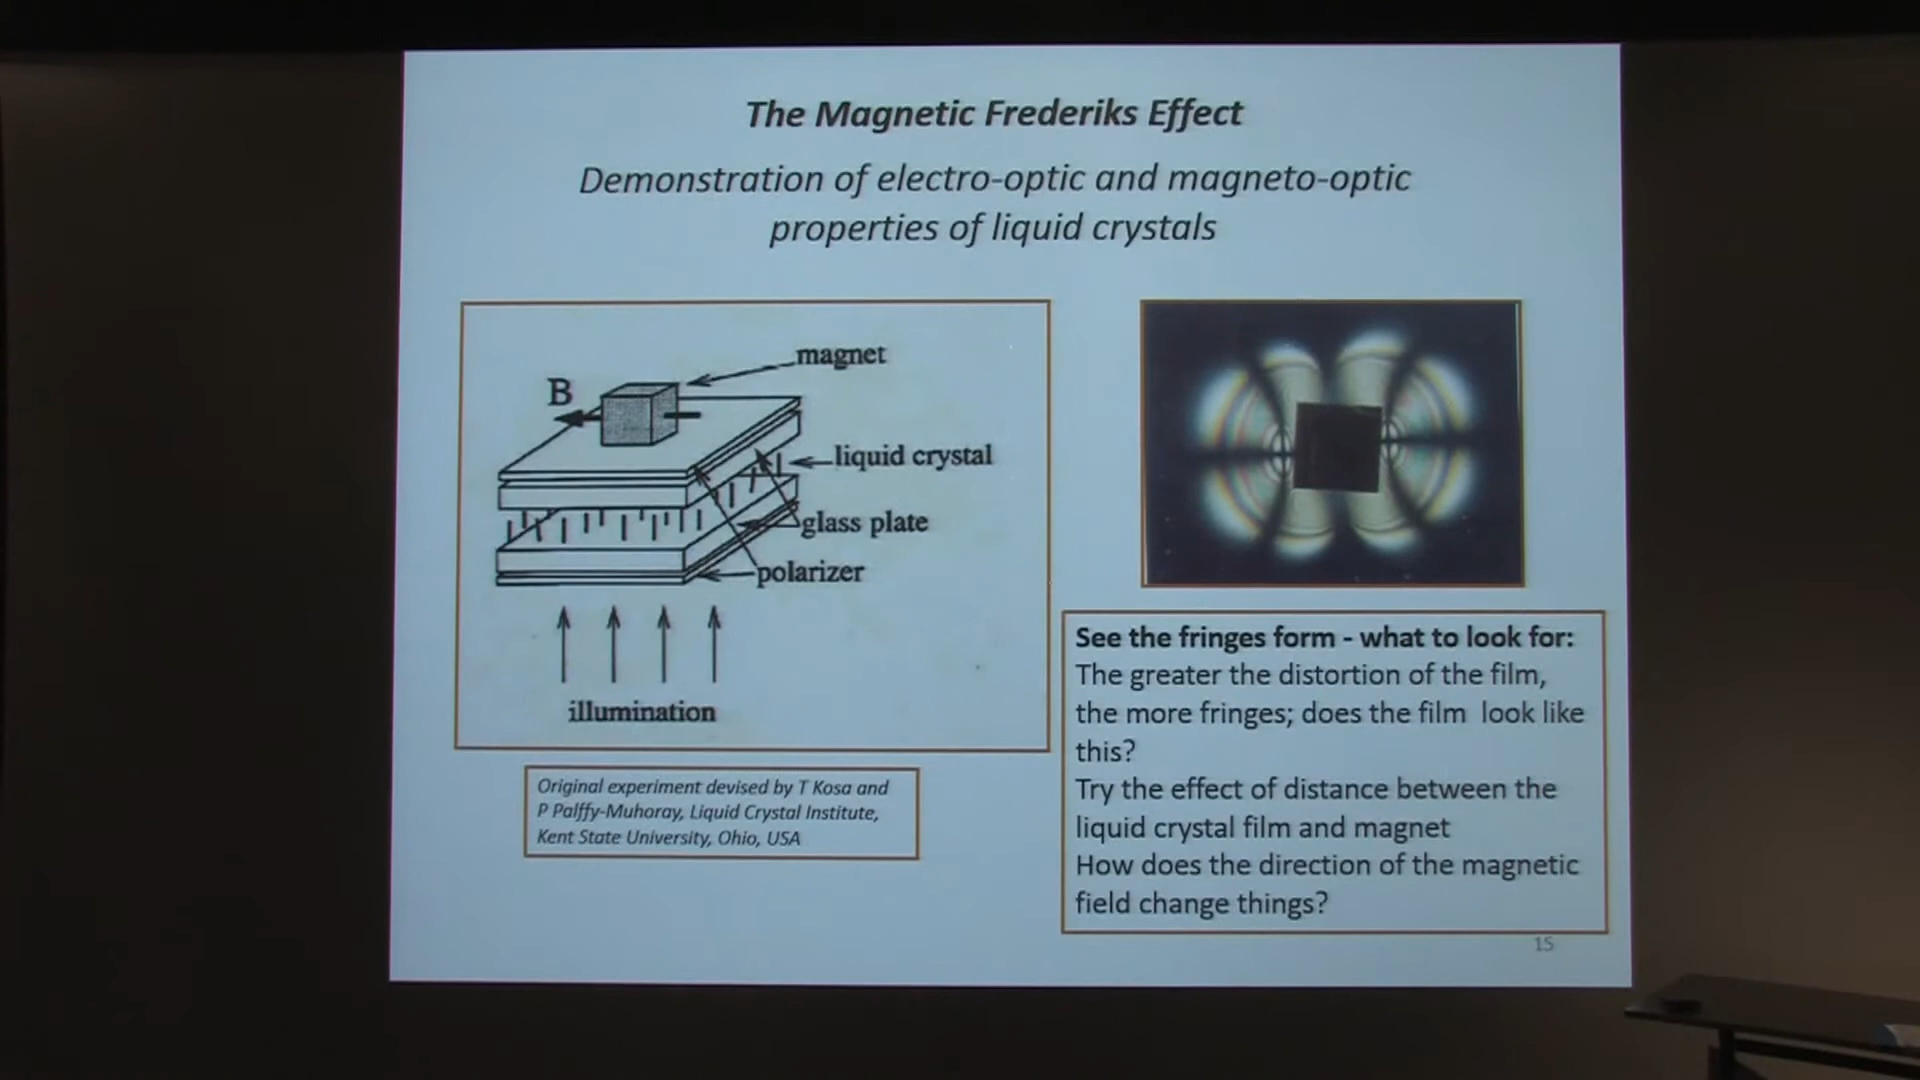 The Magnetic Frederiks Effect
Demonstration of electro-optic and magneto-optic
properties of liquid crystals
magnet
B
liquid crystal
glass plate
polarizer
illumination
Original experiment devised by T Kosa and
P Palffy-Muhoray, Liquid Crystal Institute,
Kent State University, Ohio, USA
See the fringes form - what to look for:
The greater the distortion of the film,
the more fringes; does the film look like
this?
Try the effect of distance between the
liquid crystal film and magnet
How does the direction of the magnetic
field change things?
15